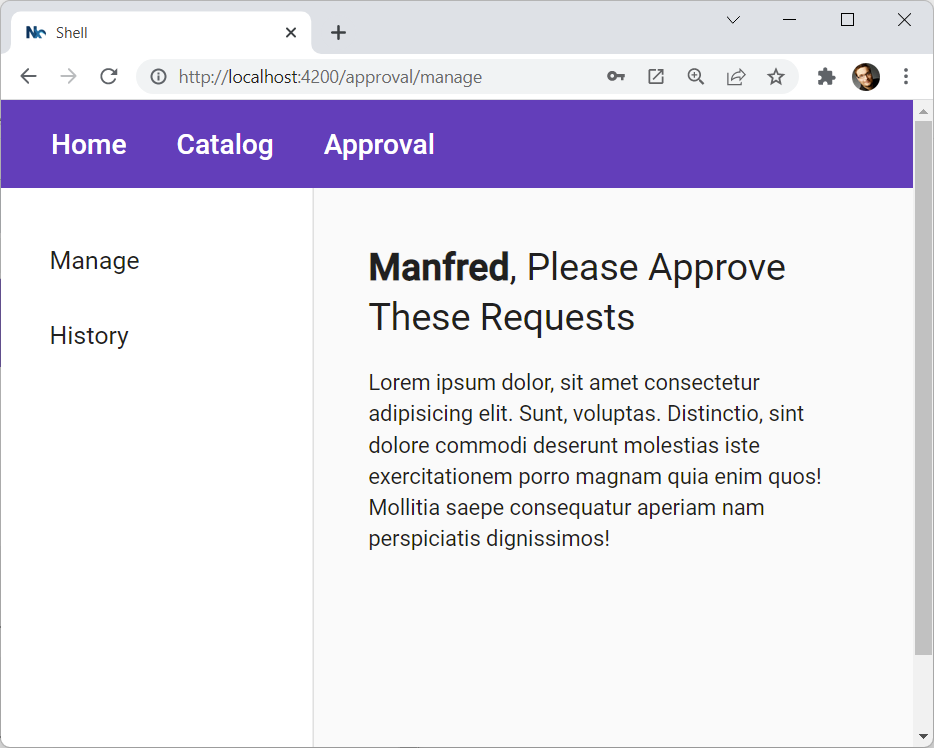 Shell
http://localhost:4200/approval/manage
Home Catalog Approval
Manage
History
Manfred, Please Approve
These Requests
Lorem ipsum dolor, sit amet consectetur
adipisicing elit. Sunt, voluptas. Distinctio, sint
dolore commodi deserunt molestias iste
exercitationem porro magnam quia enim quos!
Mollitia saepe consequatur aperiam nam
perspiciatis dignissimos!